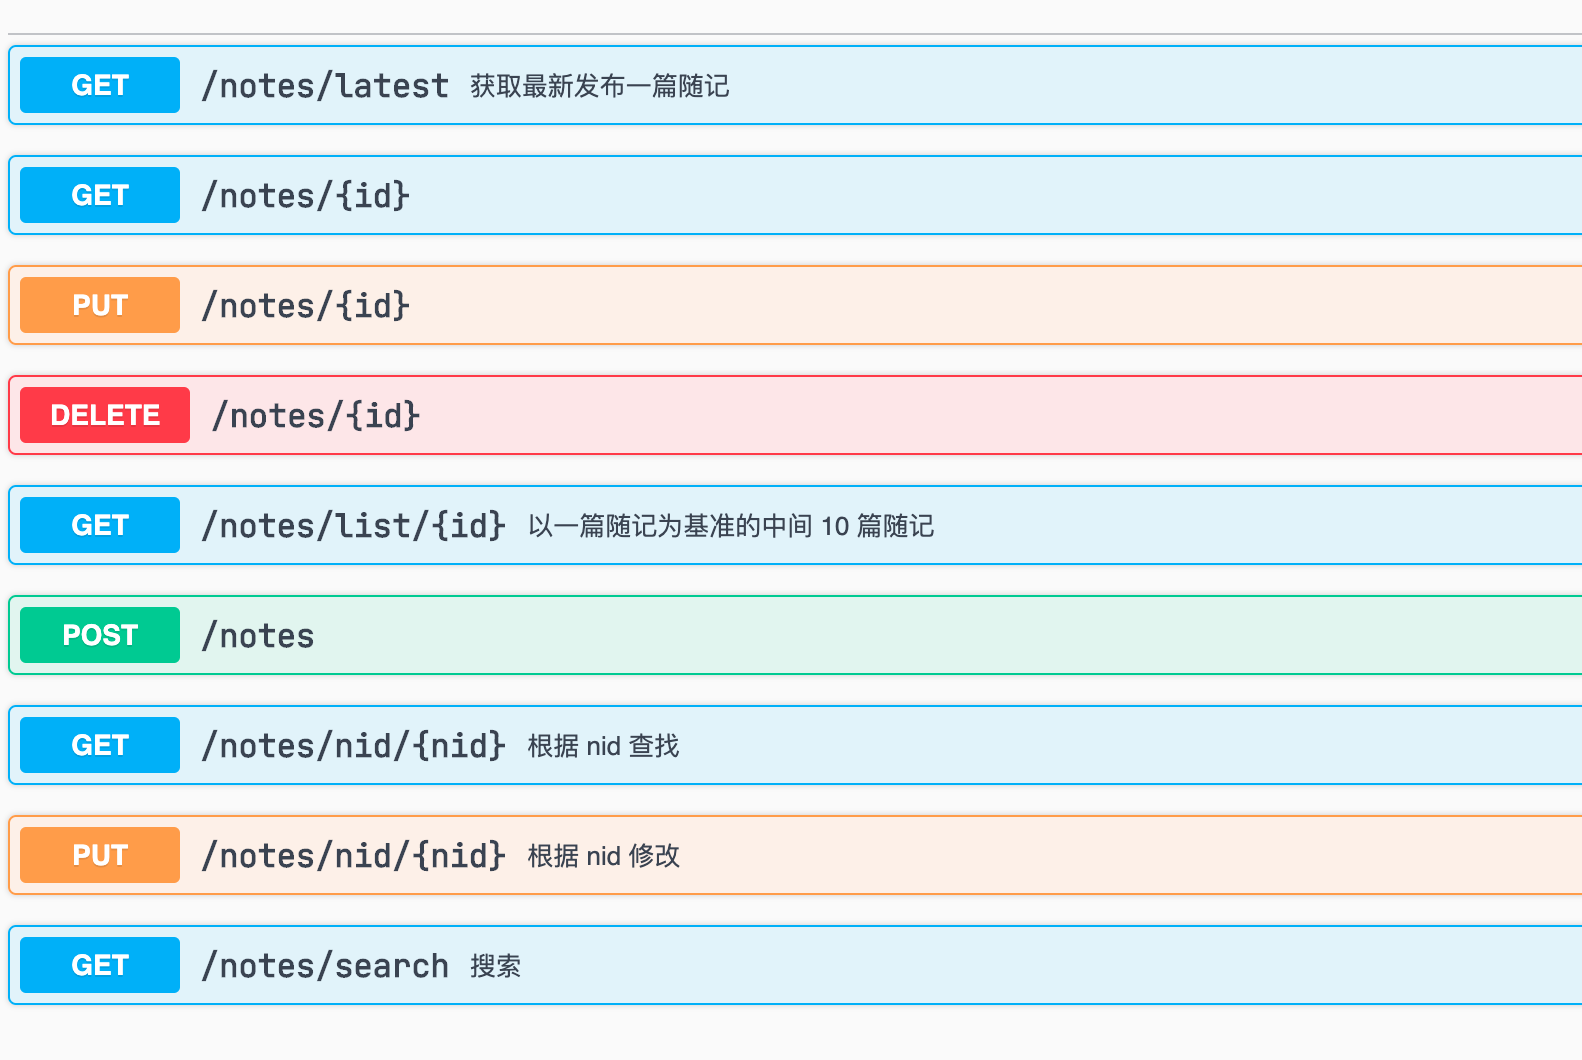 GET /notes/latest 获取最新发布一篇随记
GET /notes/{id}
PUT /notes/{id}
DELETE /notes/{id}
GET /notes/list/{id} 以一篇随记为基准的中间 10 篇随记
POST /notes
GET /notes/nid/{nid} 根据 nid 查找
PUT /notes/nid/{nid} 根据 nid 修改
GET /notes/search 搜索